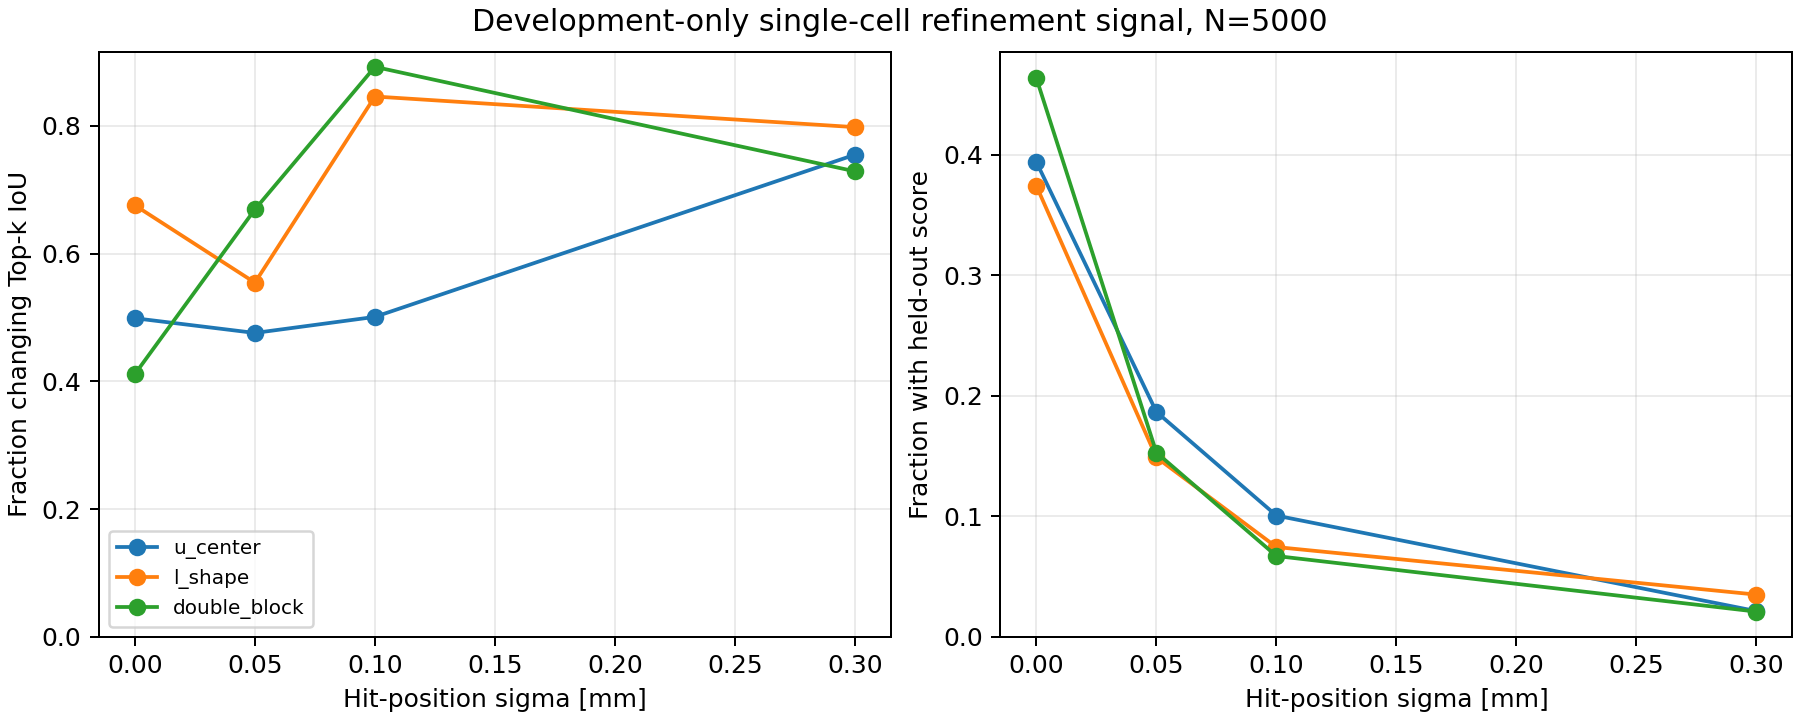 Development-only single-cell refinement signal, N=5000
Fraction changing Top-k IoU
0.8
0.6
0.4
0.2
0.0
u_center
l_shape
double_block
0.00 0.05 0.10 0.15 0.20 0.25 0.30
Hit-position sigma [mm]
Fraction with held-out score
0.4
0.3
0.2
0.1
0.0
0.00 0.05 0.10 0.15 0.20 0.25 0.30
Hit-position sigma [mm]